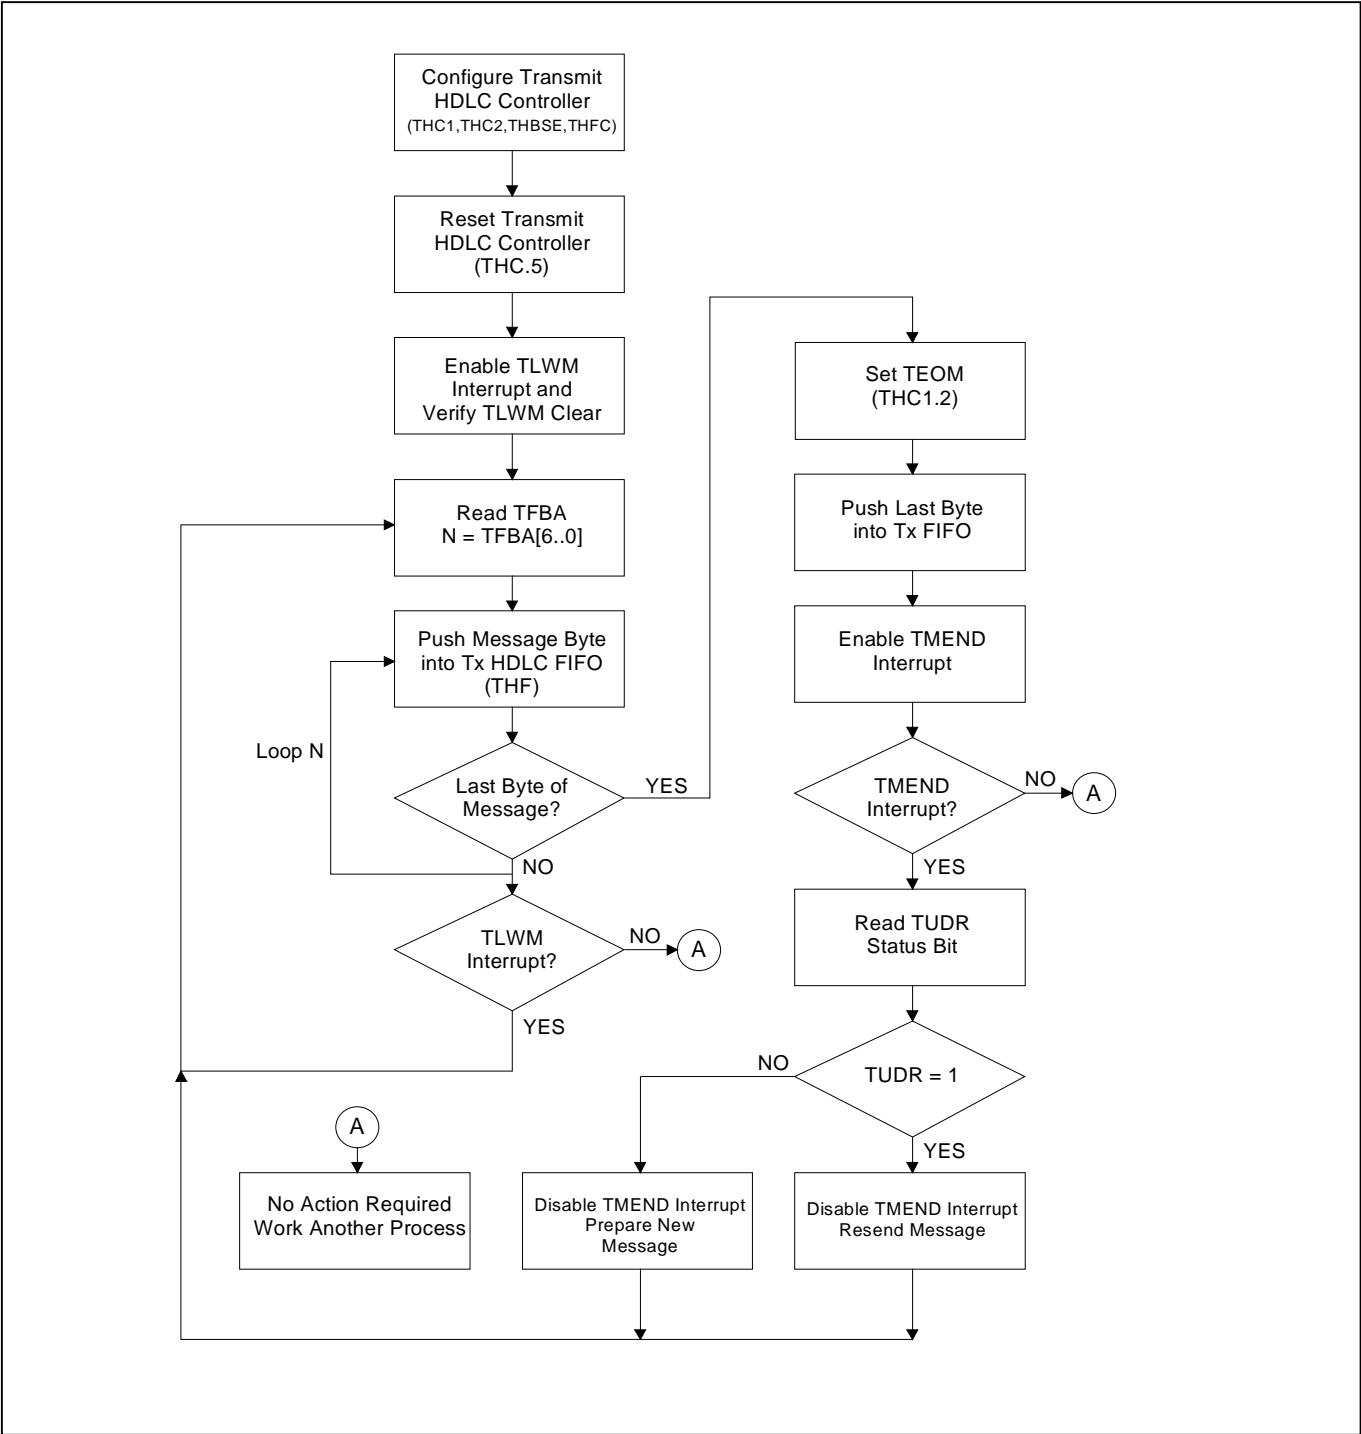 Configure Transmit
HDLC Controller
(THC1,THC2,THBSE,THFC)
Reset Transmit
HDLC Controller
(THC.5)
Enable TLWM
Interrupt and
Verify TLWM Clear
Read TFBA
N = TFBA[6..0]
Push Message Byte
into Tx HDLC FIFO
(THF)
Loop N
Last Byte of
Message?
YES
NO
TLWM
Interrupt?
NO
A
YES
A
No Action Required
Work Another Process
Set TEOM
(THC1.2)
Push Last Byte
into Tx FIFO
Enable TMEND
Interrupt
TMEND
Interrupt?
NO
A
YES
Read TUDR
Status Bit
TUDR = 1
NO
YES
Disable TMEND Interrupt
Prepare New
Message
Disable TMEND Interrupt
Resend Message